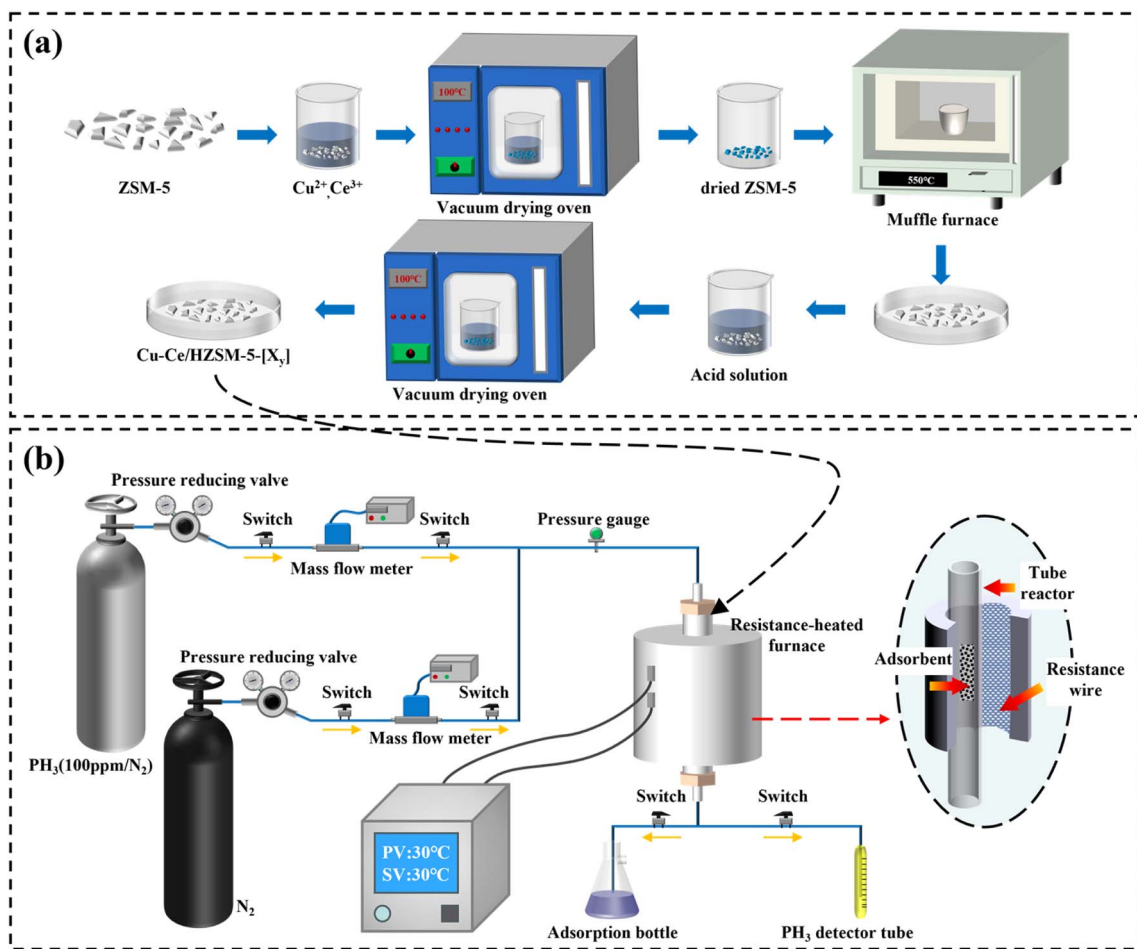 (a)
100℃
ZSM-5
Cu²⁺,Ce³⁺
Vacuum drying oven
dried ZSM-5
550℃
Muffle furnace
100℃
Cu-Ce/HZSM-5-[Xᵧ]
Vacuum drying oven
Acid solution
(b)
Pressure reducing valve
Switch
Mass flow meter
Switch
Pressure gauge
PH₃(100ppm/N₂)
Pressure reducing valve
Switch
Mass flow meter
Switch
N₂
Resistance-heated
furnace
PV:30℃
SV:30℃
Switch
Switch
Adsorption bottle
PH₃ detector tube
Tube
reactor
Adsorbent
Resistance
wire